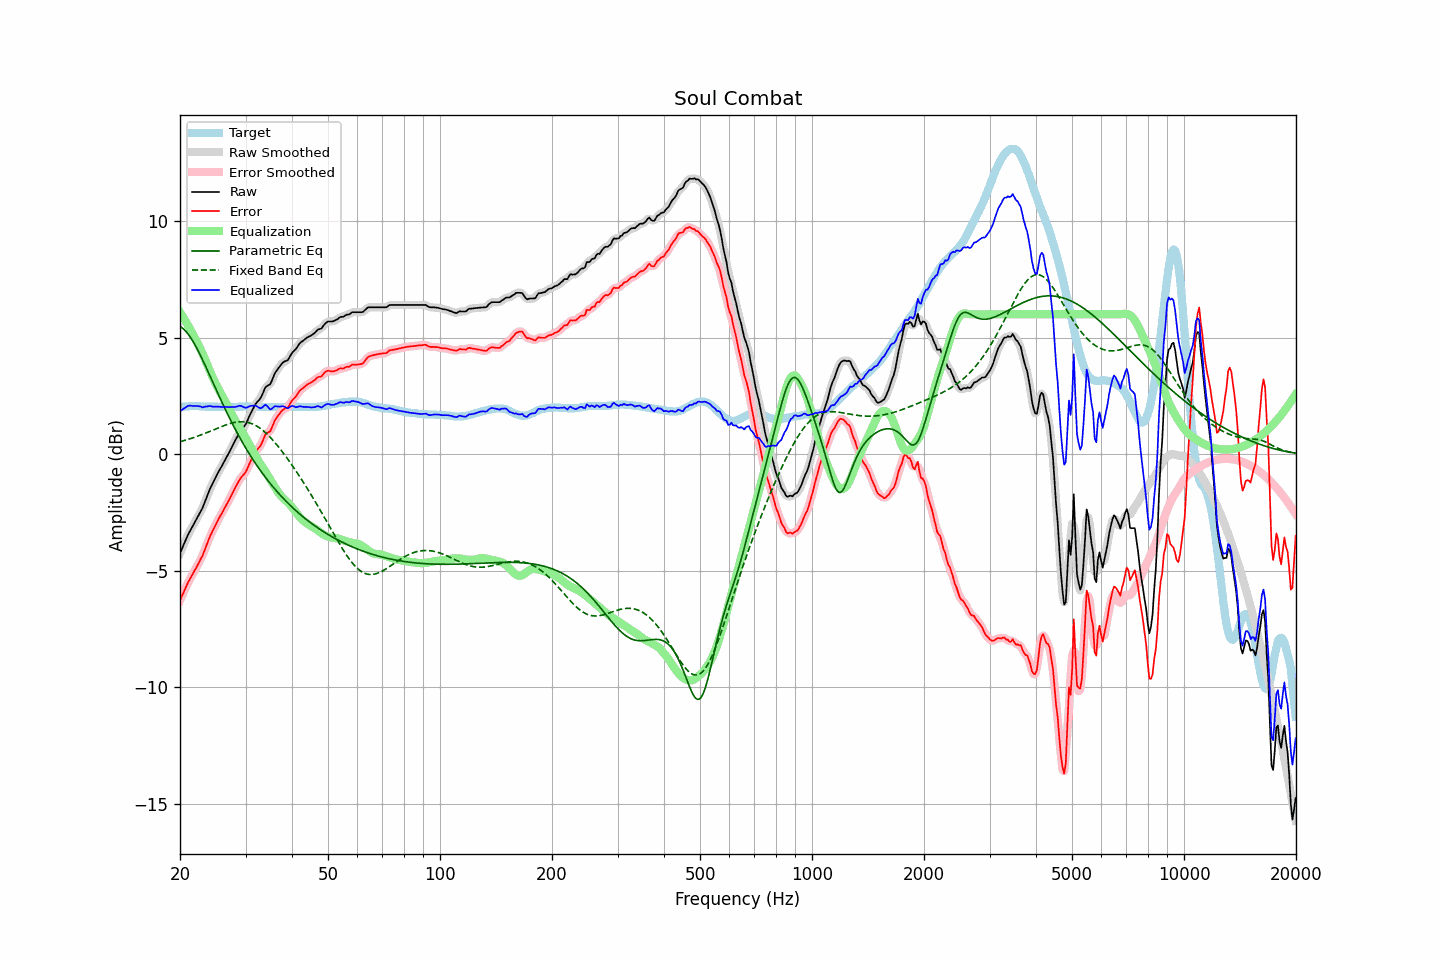 Soul Combat
Target
Raw Smoothed
Error Smoothed
Raw
Error
Equalization
Parametric Eq
Fixed Band Eq
Equalized
10
5
0
−5
−10
−15
Amplitude (dBr)
20 50 100 200 500 1000 2000 5000 10000 20000
Frequency (Hz)